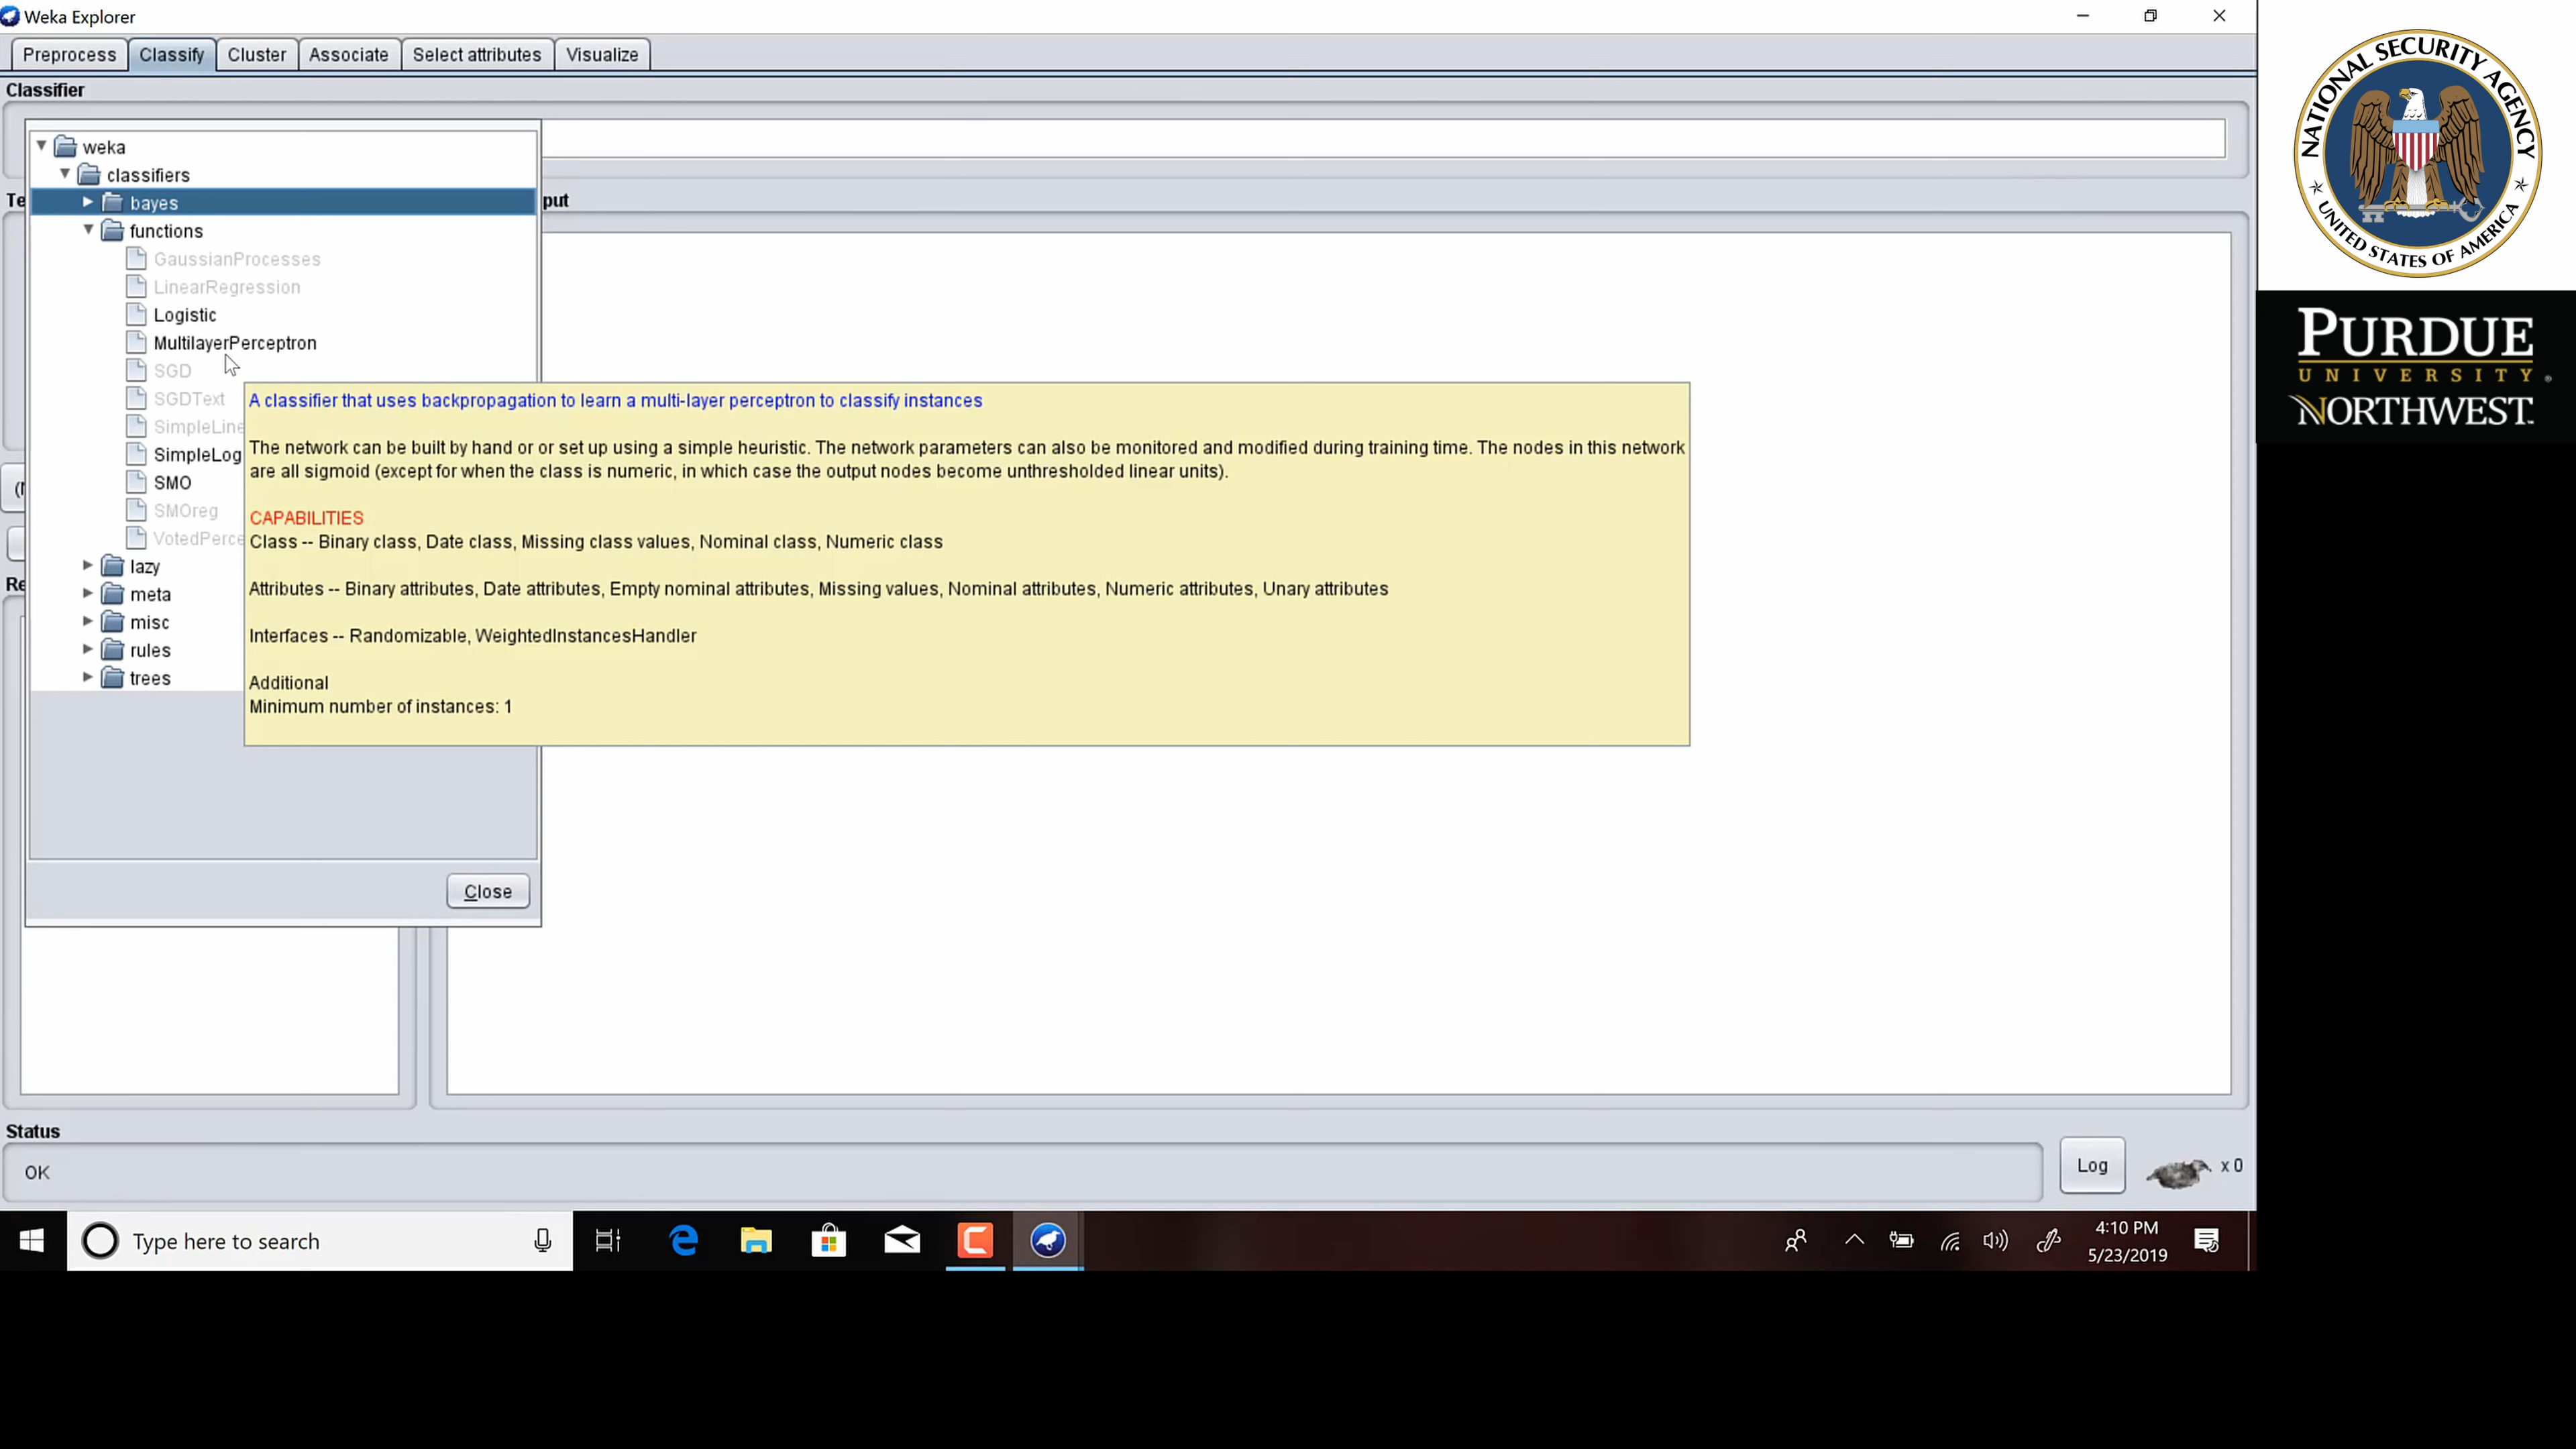 Weka Explorer
Preprocess Classify Cluster Associate Select attributes Visualize
Classifier
weka
classifiers
bayes
put
functions
GaussianProcesses
LinearRegression
Logistic
MultilayerPerceptron
SGD
SGDText
SimpleLine
SimpleLog
SMO
SMOreg
VotedPerce
lazy
meta
misc
rules
trees
A classifier that uses backpropagation to learn a multi-layer perceptron to classify instances
The network can be built by hand or or set up using a simple heuristic. The network parameters can also be monitored and modified during training time. The nodes in this network
are all sigmoid (except for when the class is numeric, in which case the output nodes become unthresholded linear units).
CAPABILITIES
Class -- Binary class, Date class, Missing class values, Nominal class, Numeric class
Attributes -- Binary attributes, Date attributes, Empty nominal attributes, Missing values, Nominal attributes, Numeric attributes, Unary attributes
Interfaces -- Randomizable, WeightedInstancesHandler
Additional
Minimum number of instances: 1
Te
(N
Re
Close
Status
OK
Log
x 0
Type here to search
4:10 PM
5/23/2019
NATIONAL SECURITY AGENCY
UNITED STATES OF AMERICA
PURDUE
UNIVERSITY®
NORTHWEST™